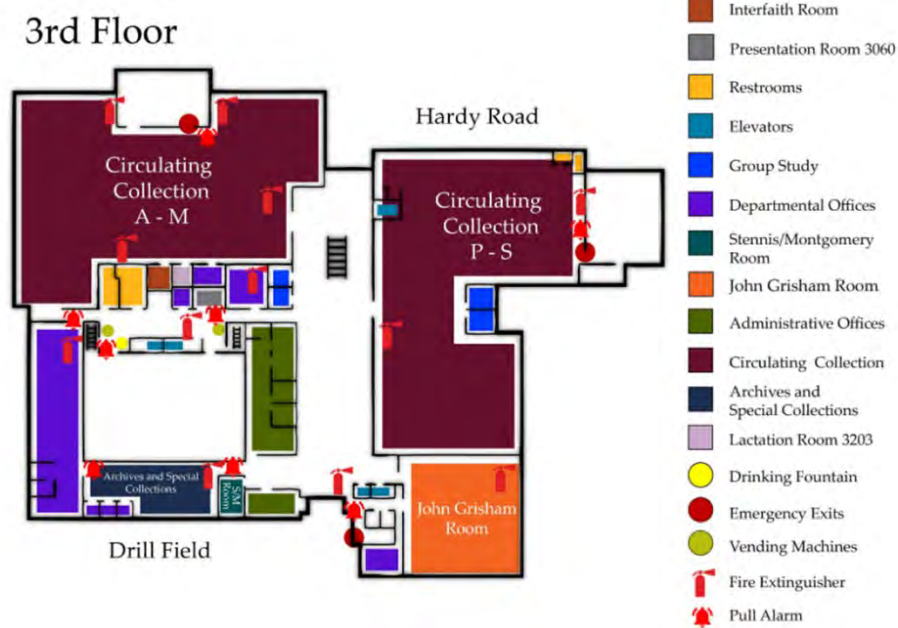 3rd Floor
Hardy Road
Circulating
Collection
A - M
Circulating
Collection
P - S
Archives and Special
Collections
S/M
Room
John Grisham
Room
Drill Field
Interfaith Room
Presentation Room 3060
Restrooms
Elevators
Group Study
Departmental Offices
Stennis/Montgomery
Room
John Grisham Room
Administrative Offices
Circulating Collection
Archives and
Special Collections
Lactation Room 3203
Drinking Fountain
Emergency Exits
Vending Machines
Fire Extinguisher
Pull Alarm